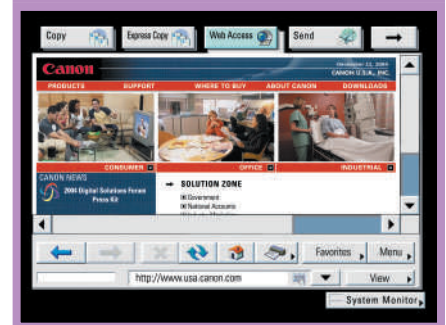 Copy Express Copy Web Access Send
Canon
November 22, 2004
CANON U.S.A., INC.
PRODUCTS SUPPORT WHERE TO BUY ABOUT CANON DOWNLOADS
CONSUMER OFFICE INDUSTRIAL
CANON NEWS
2004 Digital Solutions Forum
Press Kit
SOLUTION ZONE
Government
National Accounts
Favorites Menu
http://www.usa.canon.com View
System Monitor